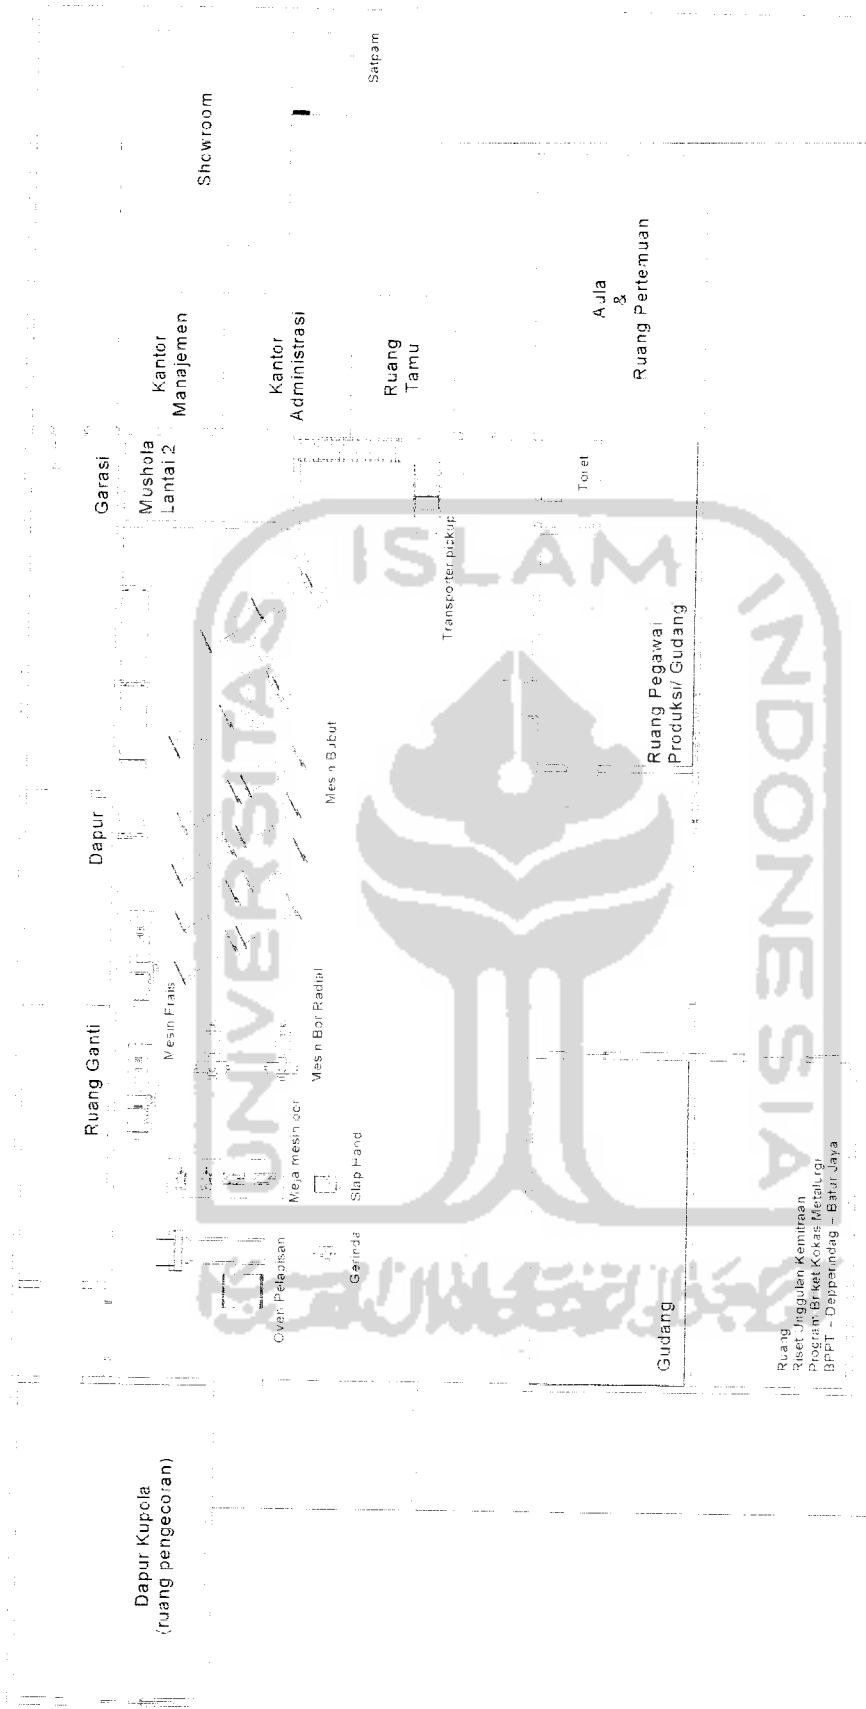 Satpam
Showroom
Kantor
Manajemen
Kantor
Administrasi
Ruang
Tamu
Aula
&
Ruang Pertemuan
Garasi
Mushola
Lantai 2
Toilet
Transporter pickup
Ruang Pegawai
Produksi/ Gudang
Dapur
Mesin Bubut
Ruang Ganti
Mesin Frais
Mesin Bor Radial
Meja mesin bor
Slap Hand
Gerinda
Oven Pelapisan
Gudang
Ruang
Riset Unggulan Kemitraan
Program Briket Kokas Metalurgi
BPPT – Depperindag – Batur Jaya
Dapur Kupola
(ruang pengecoran)
UNIVERSITAS
ISLAM
INDONESIA